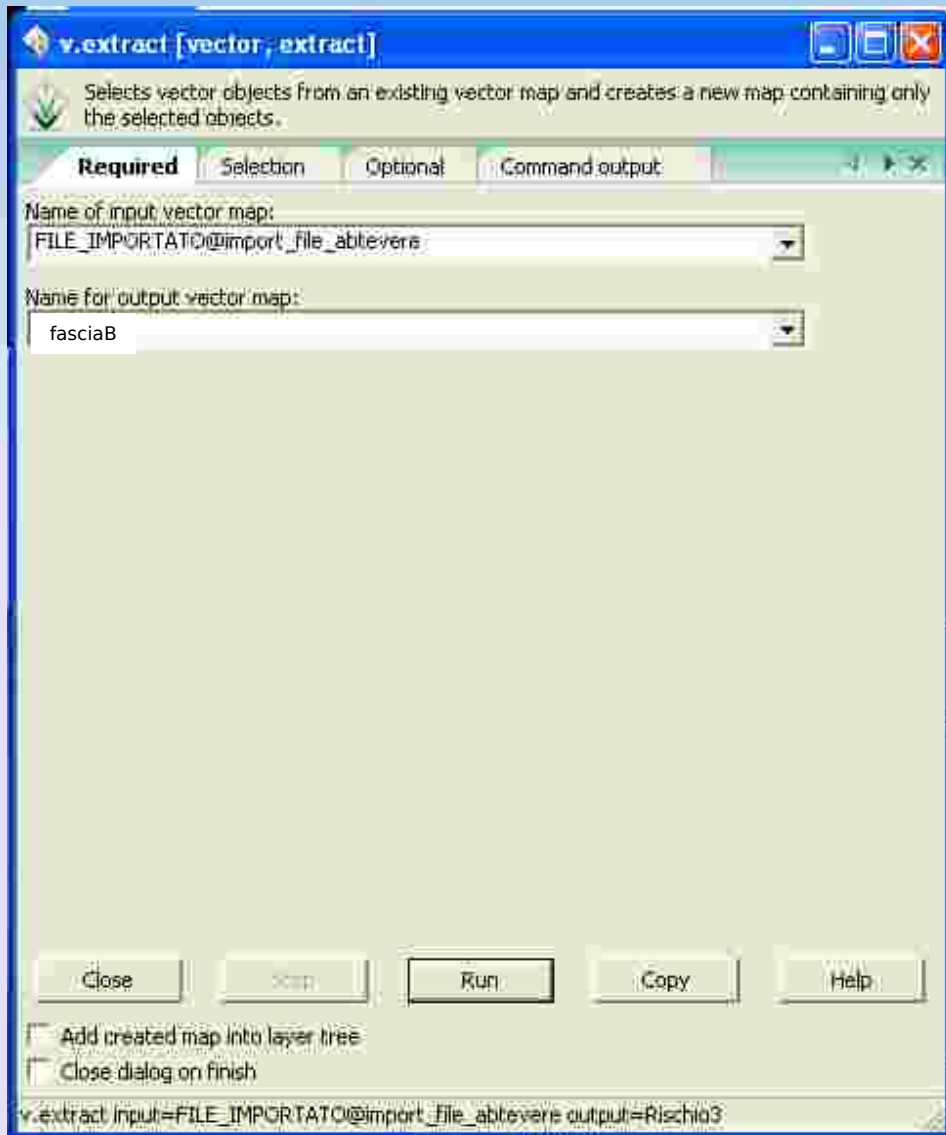 v.extract [vector, extract]
Selects vector objects from an existing vector map and creates a new map containing only
the selected objects.
Required Selection Optional Command output
Name of input vector map:
FILE_IMPORTATO@import_file_abtevere
Name for output vector map:
fasciaB
Close Stop Run Copy Help
Add created map into layer tree
Close dialog on finish
v.extract input=FILE_IMPORTATO@import_file_abtevere output=Rischio3